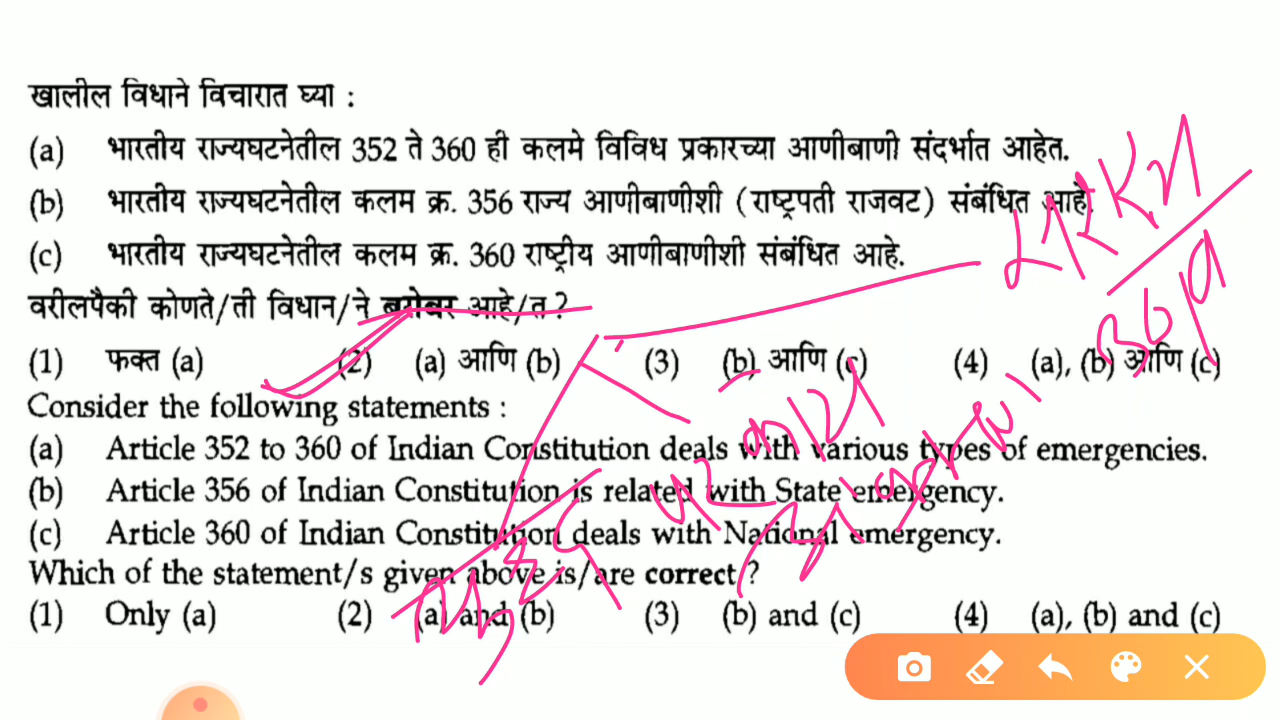 खालील विधाने विचारात घ्या :
(a) भारतीय राज्यघटनेतील 352 ते 360 ही कलमे विविध प्रकारच्या आणीबाणी संदर्भात आहेत.
(b) भारतीय राज्यघटनेतील कलम क्र. 356 राज्य आणीबाणीशी (राष्ट्रपती राजवट) संबंधित आहे.
(c) भारतीय राज्यघटनेतील कलम क्र. 360 राष्ट्रीय आणीबाणीशी संबंधित आहे.
वरीलपैकी कोणते/ती विधान/ने बरोबर आहे/त ?
(1) फक्त (a) (2) (a) आणि (b) (3) (b) आणि (c) (4) (a), (b) आणि (c)
Consider the following statements :
(a) Article 352 to 360 of Indian Constitution deals with various types of emergencies.
(b) Article 356 of Indian Constitution is related with State emergency.
(c) Article 360 of Indian Constitution deals with National emergency.
Which of the statement/s given above is/are correct ?
(1) Only (a) (2) (a) and (b) (3) (b) and (c) (4) (a), (b) and (c)